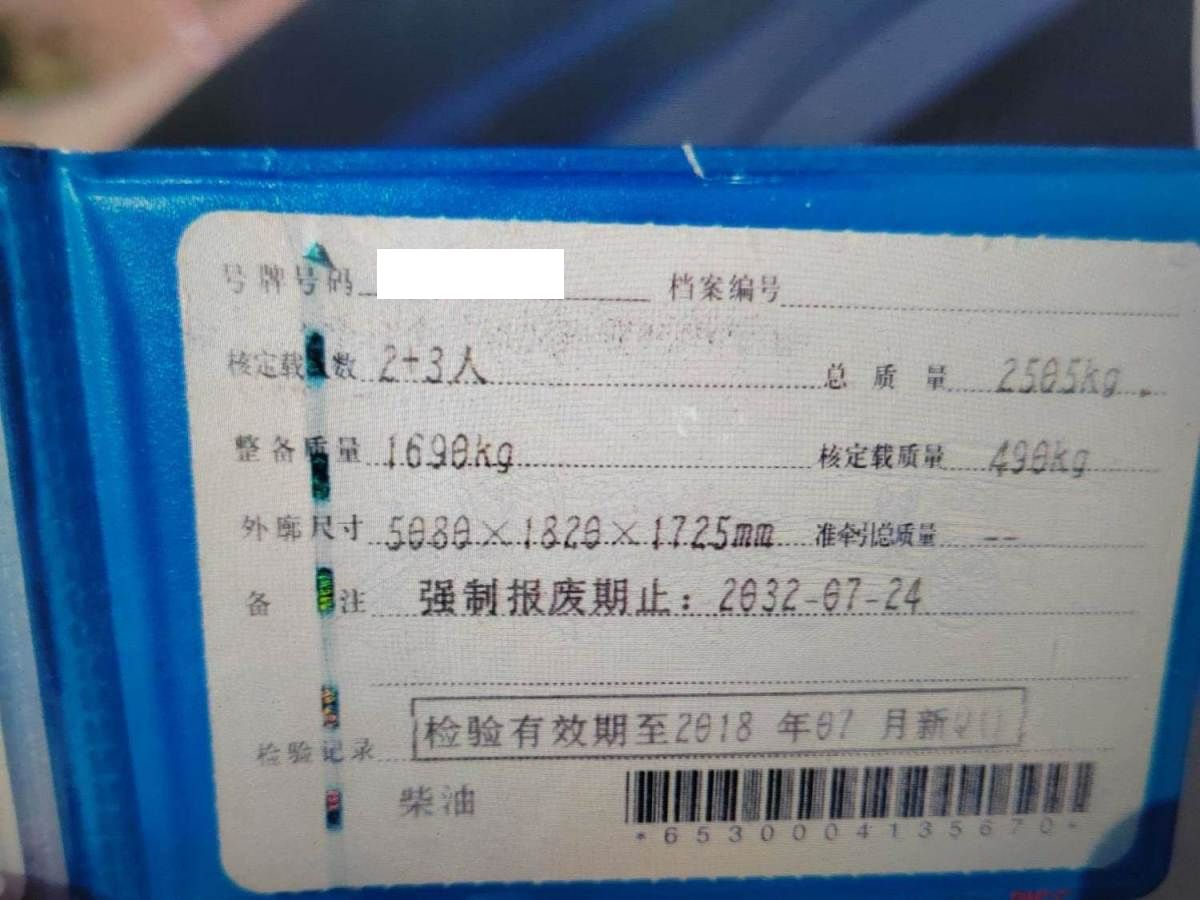 号牌号码 档案编号
核定载人数 2+3人 总质量 2505kg
整备质量 1690kg 核定载质量 490kg
外廓尺寸 5080×1820×1725mm 准牵引总质量 --
备注 强制报废期止：2032-07-24
检验记录 检验有效期至2018年07月新
柴油
*6530004135670*